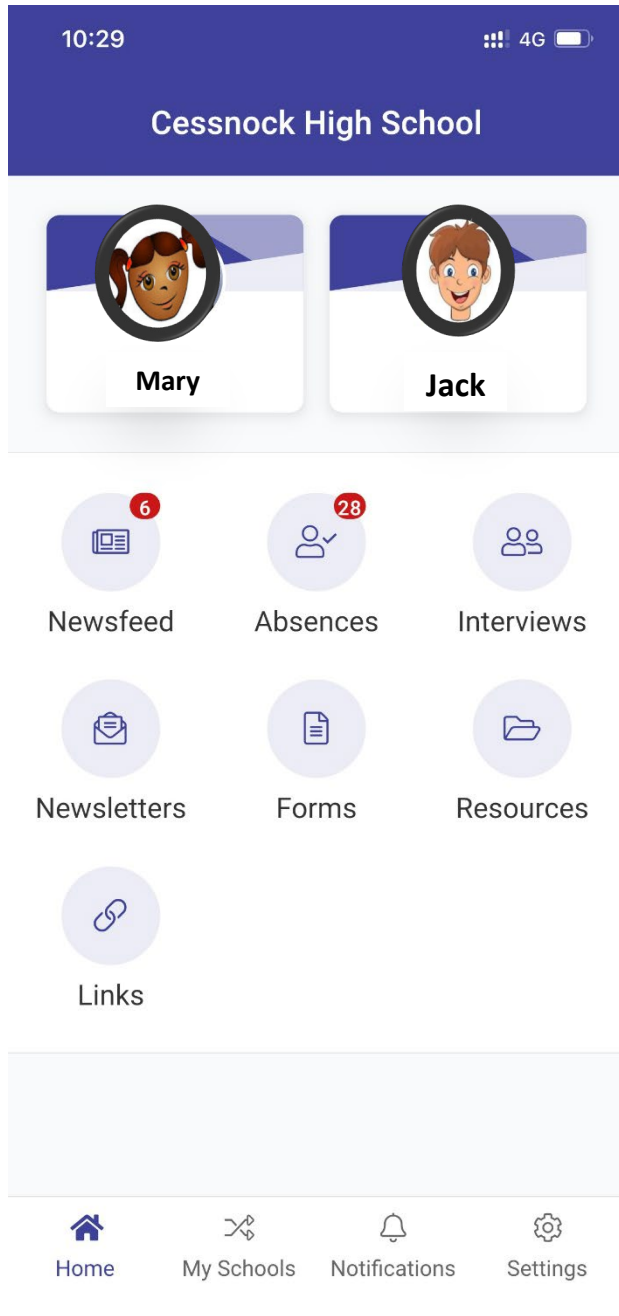 10:29 4G
Cessnock High School
Mary Jack
6 28
Newsfeed Absences Interviews
Newsletters Forms Resources
Links
Home My Schools Notifications Settings